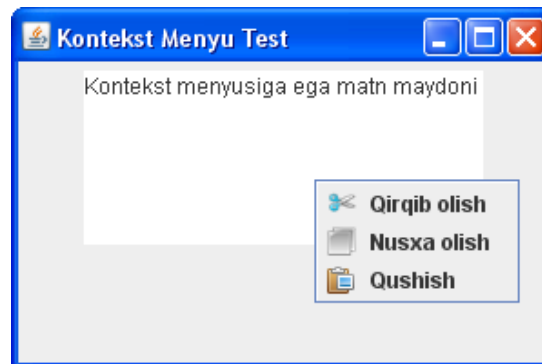 Kontekst Menyu Test
Kontekst menyusiga ega matn maydoni
Qirqib olish
Nusxa olish
Qushish